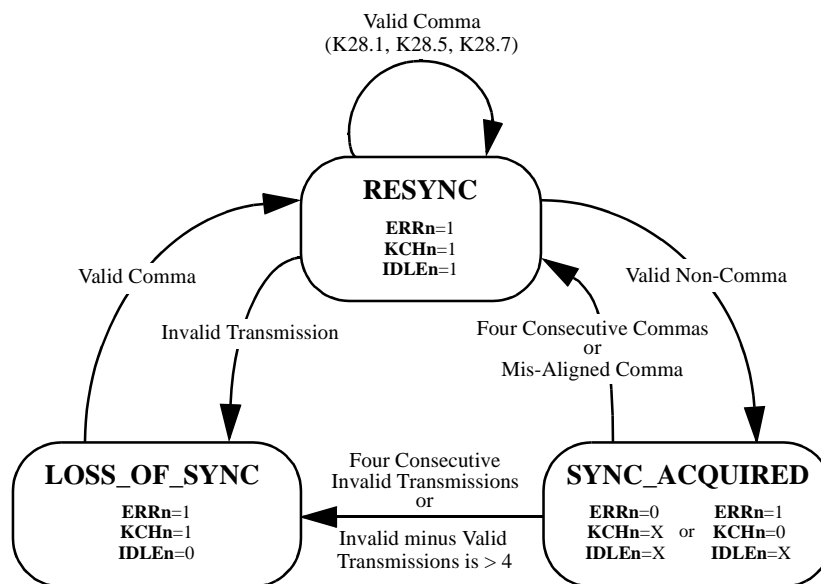 Valid Comma
(K28.1, K28.5, K28.7)
RESYNC
ERRn=1
KCHn=1
IDLEn=1
Valid Comma
Valid Non-Comma
Invalid Transmission
Four Consecutive Commas
or
Mis-Aligned Comma
LOSS_OF_SYNC
ERRn=1
KCHn=1
IDLEn=0
Four Consecutive
Invalid Transmissions
or
Invalid minus Valid
Transmissions is > 4
SYNC_ACQUIRED
ERRn=0 ERRn=1
KCHn=X or KCHn=0
IDLEn=X IDLEn=X